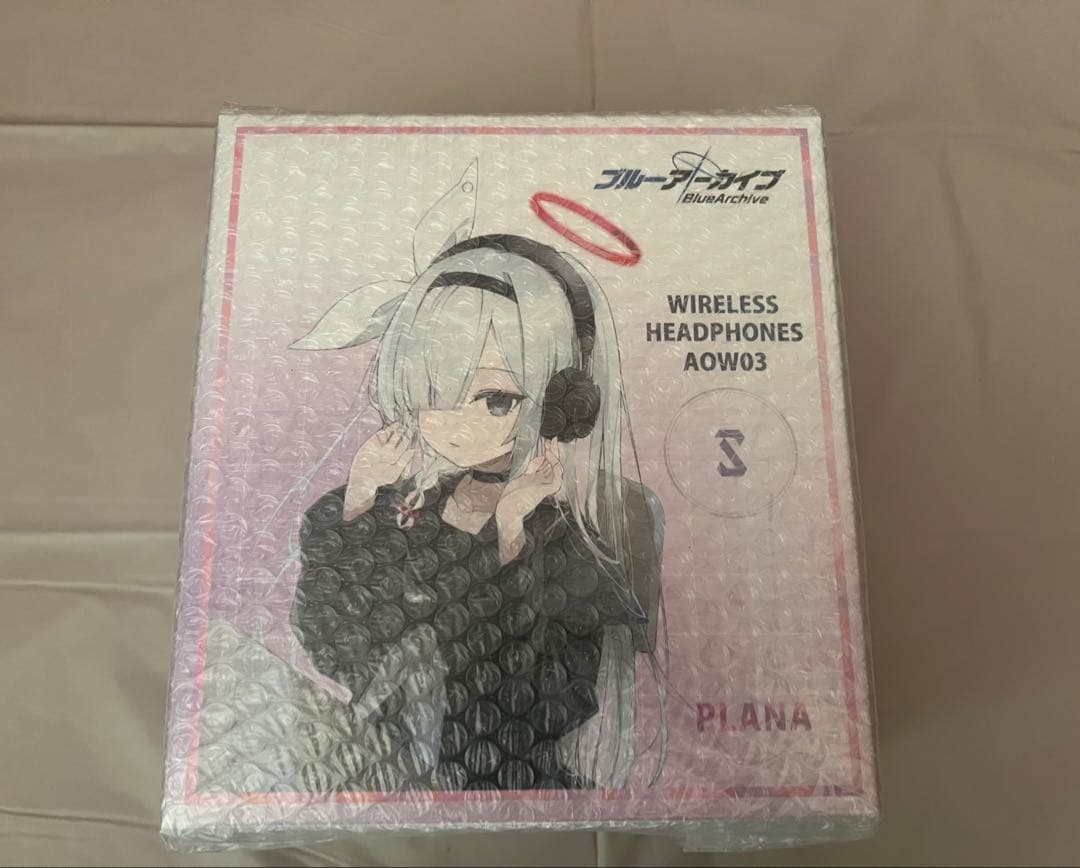 ブルーアーカイブ
BlueArchive
WIRELESS
HEADPHONES
AOW03
S
PLANA